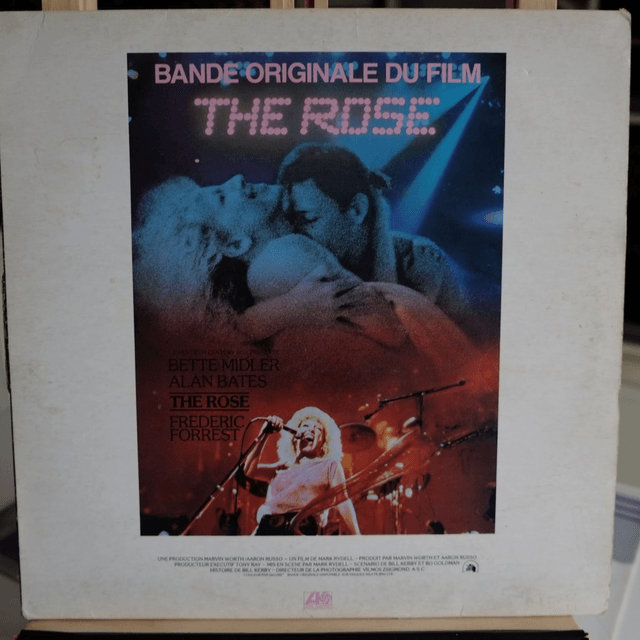 BANDE ORIGINALE DU FILM
THE ROSE
BETTE MIDLER
ALAN BATES
THE ROSE
FREDERIC
FORREST
UNE PRODUCTION MARVIN WORTH/AARON RUSSO - UN FILM DE MARK RYDELL - PRODUIT PAR MARVIN WORTH ET AARON RUSSO
PRODUCTEUR EXECUTIF TONY RAY - MIS EN SCENE PAR MARK RYDELL - SCENARIO DE BILL KERBY ET BO GOLDMAN
HISTOIRE DE BILL KERBY - DIRECTEUR DE LA PHOTOGRAPHIE VILMOS ZSIGMOND, A.S.C